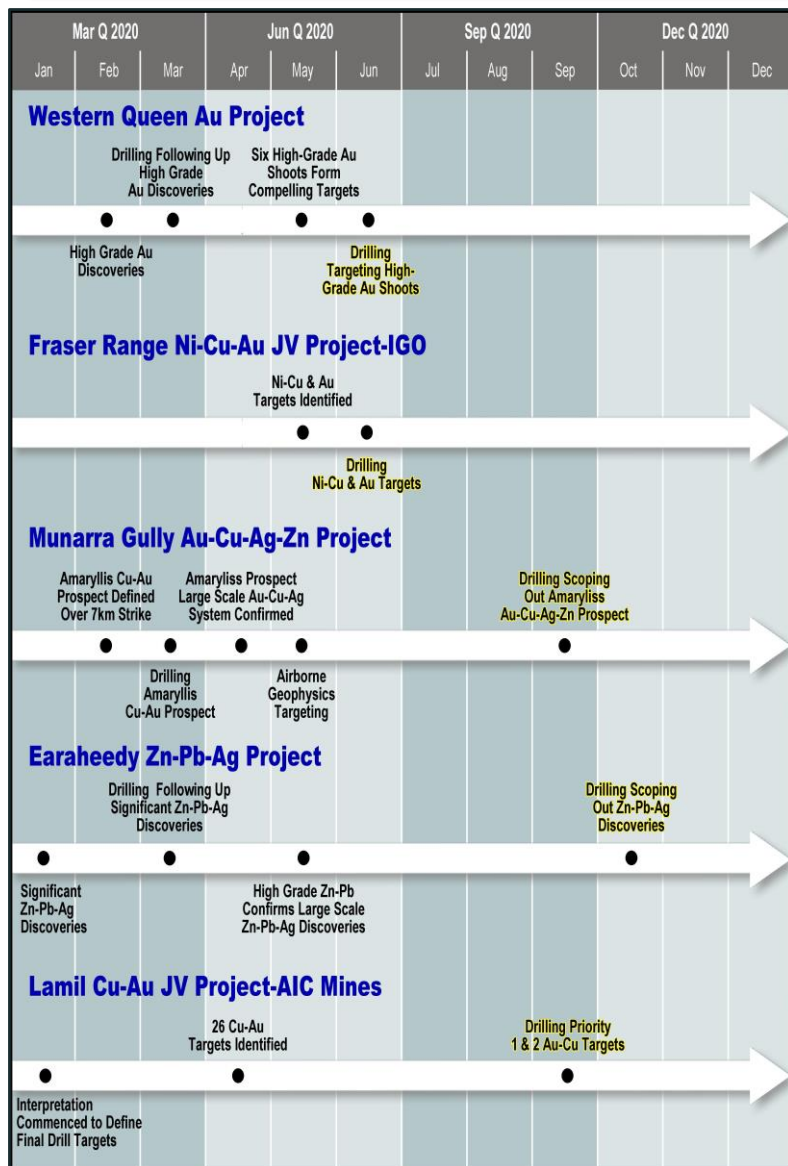 Mar Q 2020
Jun Q 2020
Sep Q 2020
Dec Q 2020
Jan
Feb
Mar
Apr
May
Jun
Jul
Aug
Sep
Oct
Nov
Dec
Western Queen Au Project
Drilling Following Up
High Grade
Au Discoveries
Six High-Grade Au
Shoots Form
Compelling Targets
High Grade Au
Discoveries
Drilling
Targeting High-
Grade Au Shoots
Fraser Range Ni-Cu-Au JV Project-IGO
Ni-Cu & Au
Targets Identified
Drilling
Ni-Cu & Au Targets
Munarra Gully Au-Cu-Ag-Zn Project
Amaryllis Cu-Au
Prospect Defined
Over 7km Strike
Amaryliss Prospect
Large Scale Au-Cu-Ag
System Confirmed
Drilling Scoping
Out Amaryliss
Au-Cu-Ag-Zn Prospect
Drilling
Amaryllis
Cu-Au Prospect
Airborne
Geophysics
Targeting
Earaheedy Zn-Pb-Ag Project
Drilling Following Up
Significant Zn-Pb-Ag
Discoveries
Drilling Scoping
Out Zn-Pb-Ag
Discoveries
Significant
Zn-Pb-Ag
Discoveries
High Grade Zn-Pb
Confirms Large Scale
Zn-Pb-Ag Discoveries
Lamil Cu-Au JV Project-AIC Mines
26 Cu-Au
Targets Identified
Drilling Priority
1 & 2 Au-Cu Targets
Interpretation
Commenced to Define
Final Drill Targets